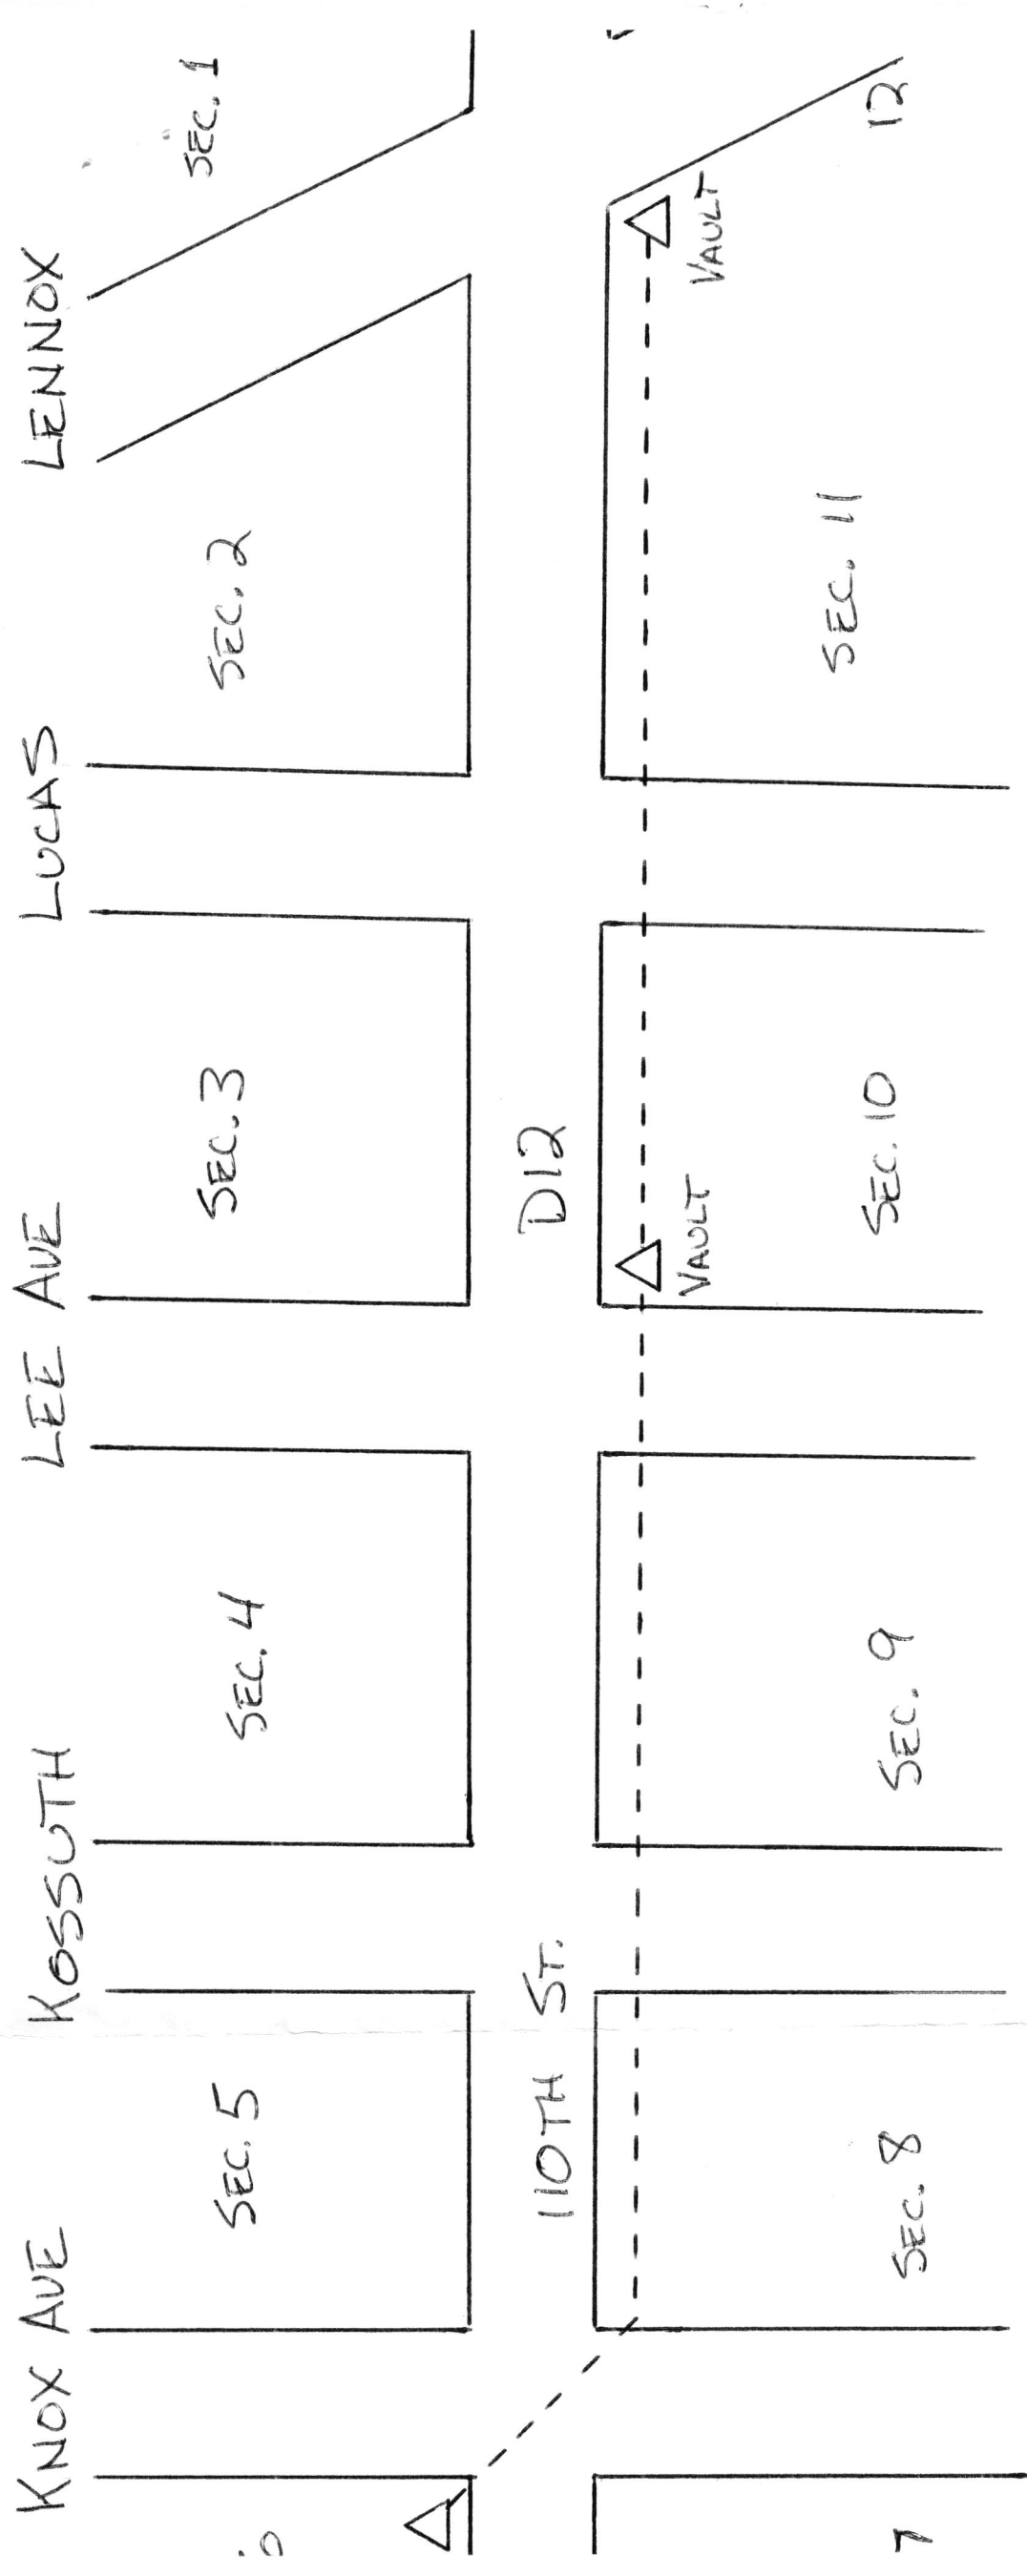 KNOX AVE
KOSSUTH
LEE AVE
LUCAS
LENNOX
SEC. 5
SEC. 4
SEC. 3
SEC. 2
SEC. 1
110TH ST.
D12
VAULT
VAULT
7
SEC. 8
SEC. 9
SEC. 10
SEC. 11
12